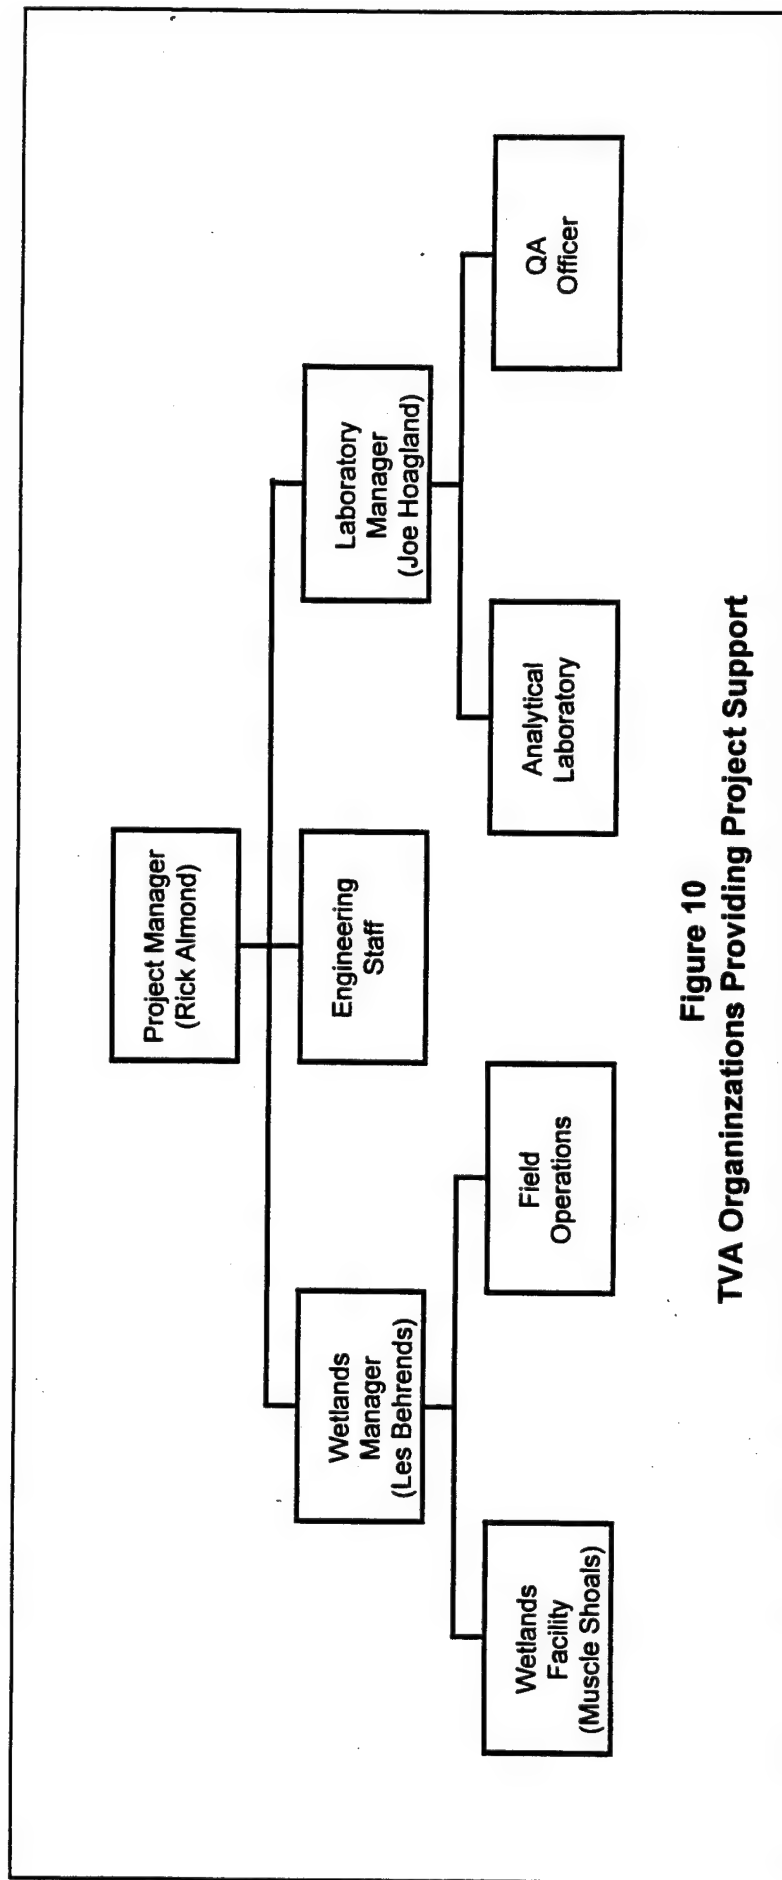 Project Manager
(Rick Almond)
Wetlands
Manager
(Les Behrends)
Engineering
Staff
Laboratory
Manager
(Joe Hoagland)
Wetlands
Facility
(Muscle Shoals)
Field
Operations
Analytical
Laboratory
QA
Officer
Figure 10
TVA Organinzations Providing Project Support